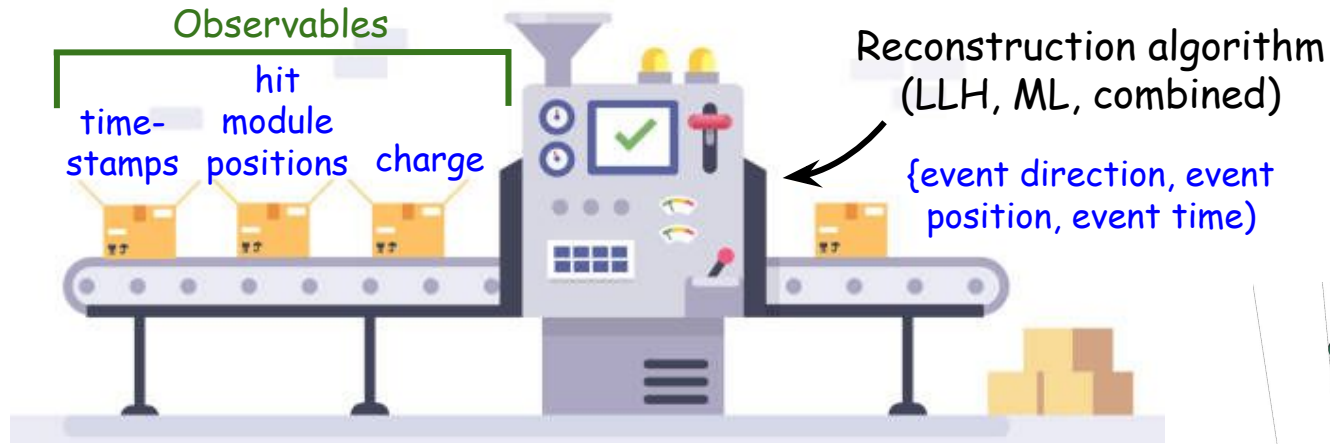 Observables
time-
stamps
hit
module
positions
charge
Reconstruction algorithm
(LLH, ML, combined)
{event direction, event
position, event time)